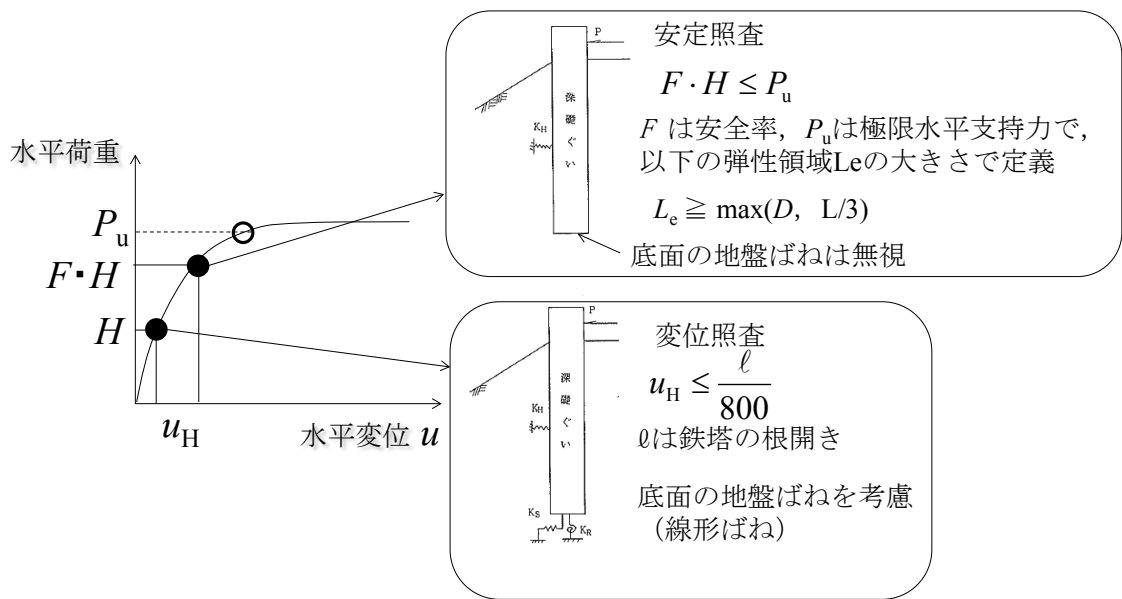 水平荷重
P_u
F・H
H
u_H
水平変位 u
安定照査
P
F・H ≤ P_u
F は安全率，P_uは極限水平支持力で，
以下の弾性領域Leの大きさで定義
L_e ≧ max(D，L/3)
底面の地盤ばねは無視
K_H
深礎ぐい
変位照査
P
u_H ≤ ℓ/800
ℓは鉄塔の根開き
底面の地盤ばねを考慮
（線形ばね）
K_H
深礎ぐい
K_S
K_R